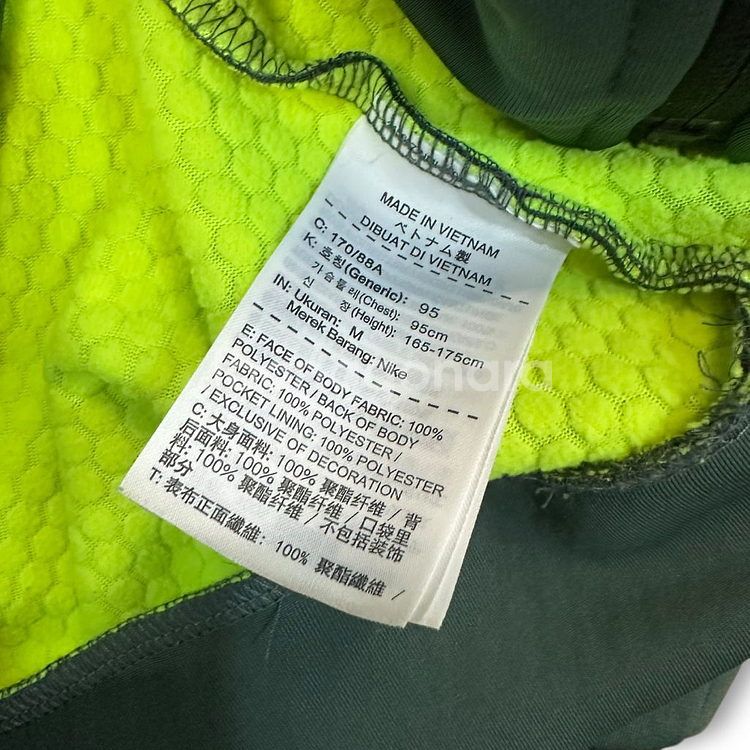 MADE IN VIETNAM
ベトナム製
DIBUAT DI VIETNAM
C: 170/88A
K: 호칭(Generic): 95
가슴둘레(Chest): 95cm
신 장(Height): 165-175cm
IN: Ukuran: M
Merek Barang: Nike
E: FACE OF BODY FABRIC: 100%
POLYESTER / BACK OF BODY
FABRIC: 100% POLYESTER /
POCKET LINING: 100% POLYESTER
/ EXCLUSIVE OF DECORATION
C: 大身面料: 100% 聚酯纤维 / 背
后面料: 100% 聚酯纤维 / 口袋里
料: 100% 聚酯纤维 / 不包括装饰
部分
T: 表布正面纖維: 100% 聚酯纖維 /